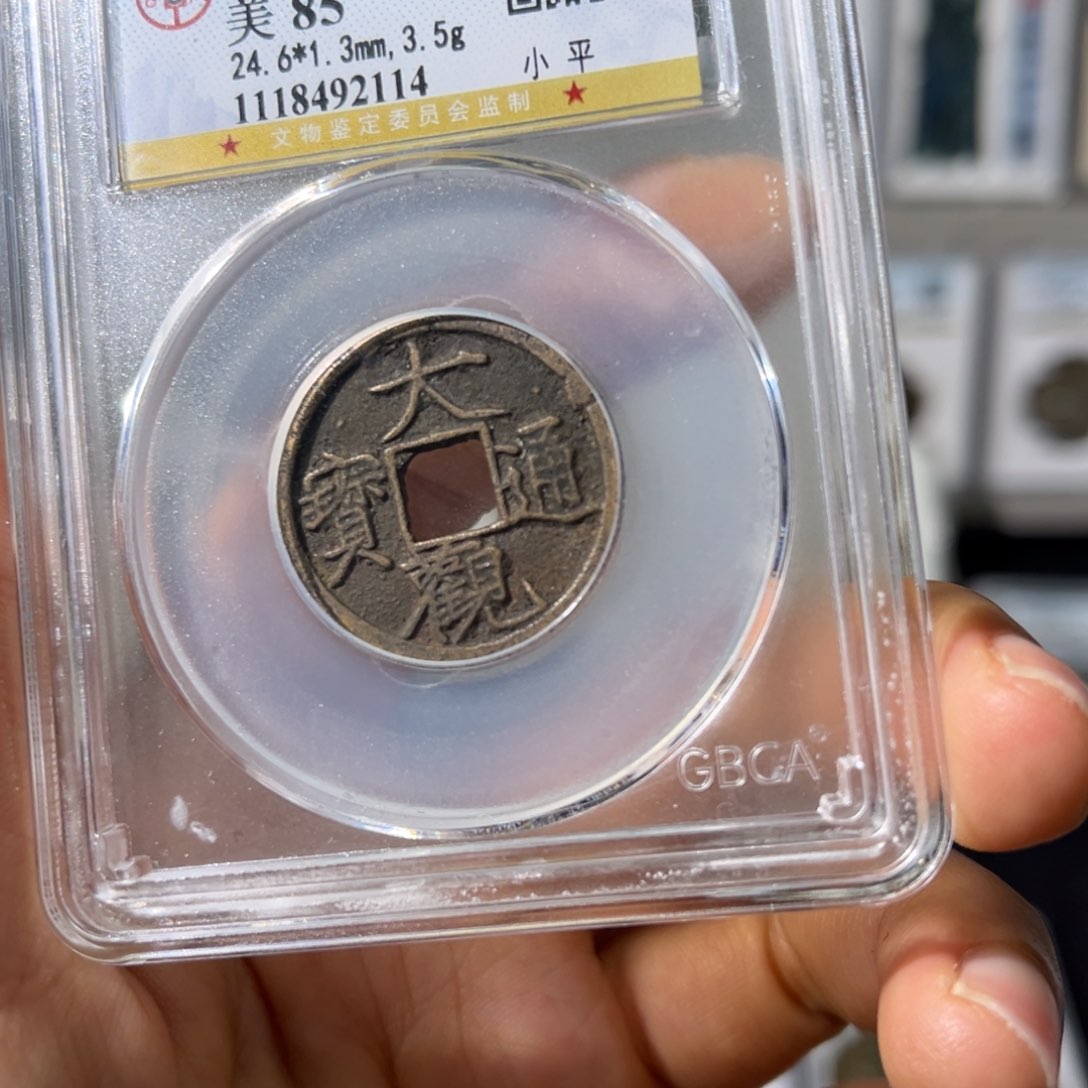 美 85
24.6*1.3mm, 3.5g
小 平
1118492114
★ 文物鉴定委员会监制 ★
大
觀
通
寶
GBCA